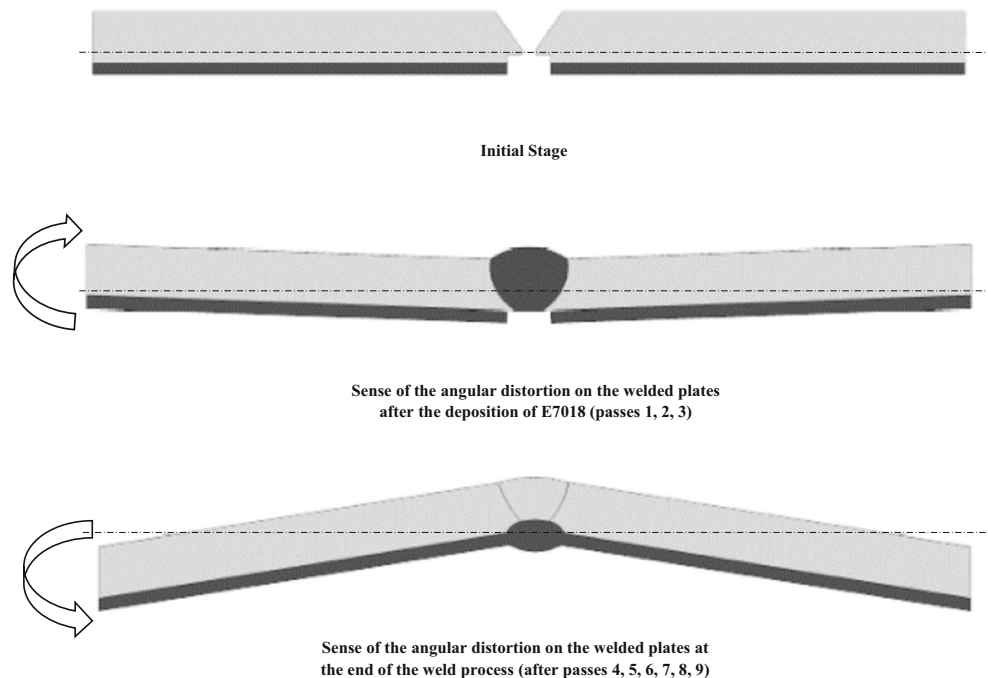 Initial Stage
Sense of the angular distortion on the welded plates
after the deposition of E7018 (passes 1, 2, 3)
Sense of the angular distortion on the welded plates at
the end of the weld process (after passes 4, 5, 6, 7, 8, 9)